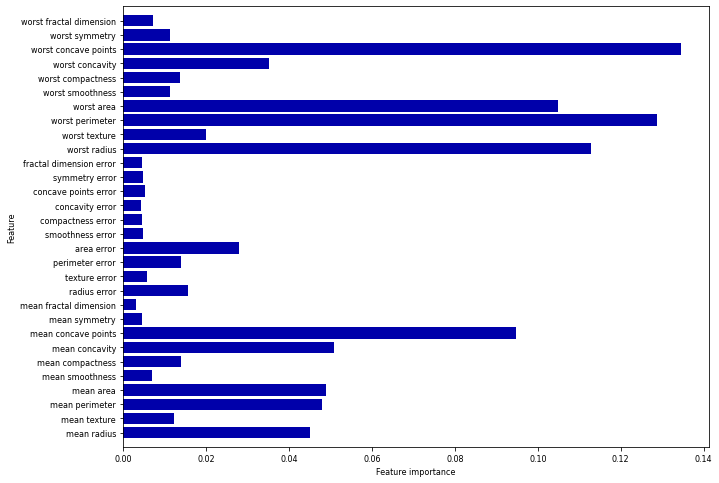 worst fractal dimension
worst symmetry
worst concave points
worst concavity
worst compactness
worst smoothness
worst area
worst perimeter
worst texture
worst radius
fractal dimension error
symmetry error
concave points error
concavity error
compactness error
smoothness error
area error
perimeter error
texture error
radius error
mean fractal dimension
mean symmetry
mean concave points
mean concavity
mean compactness
mean smoothness
mean area
mean perimeter
mean texture
mean radius
Feature
0.00 0.02 0.04 0.06 0.08 0.10 0.12 0.14
Feature importance